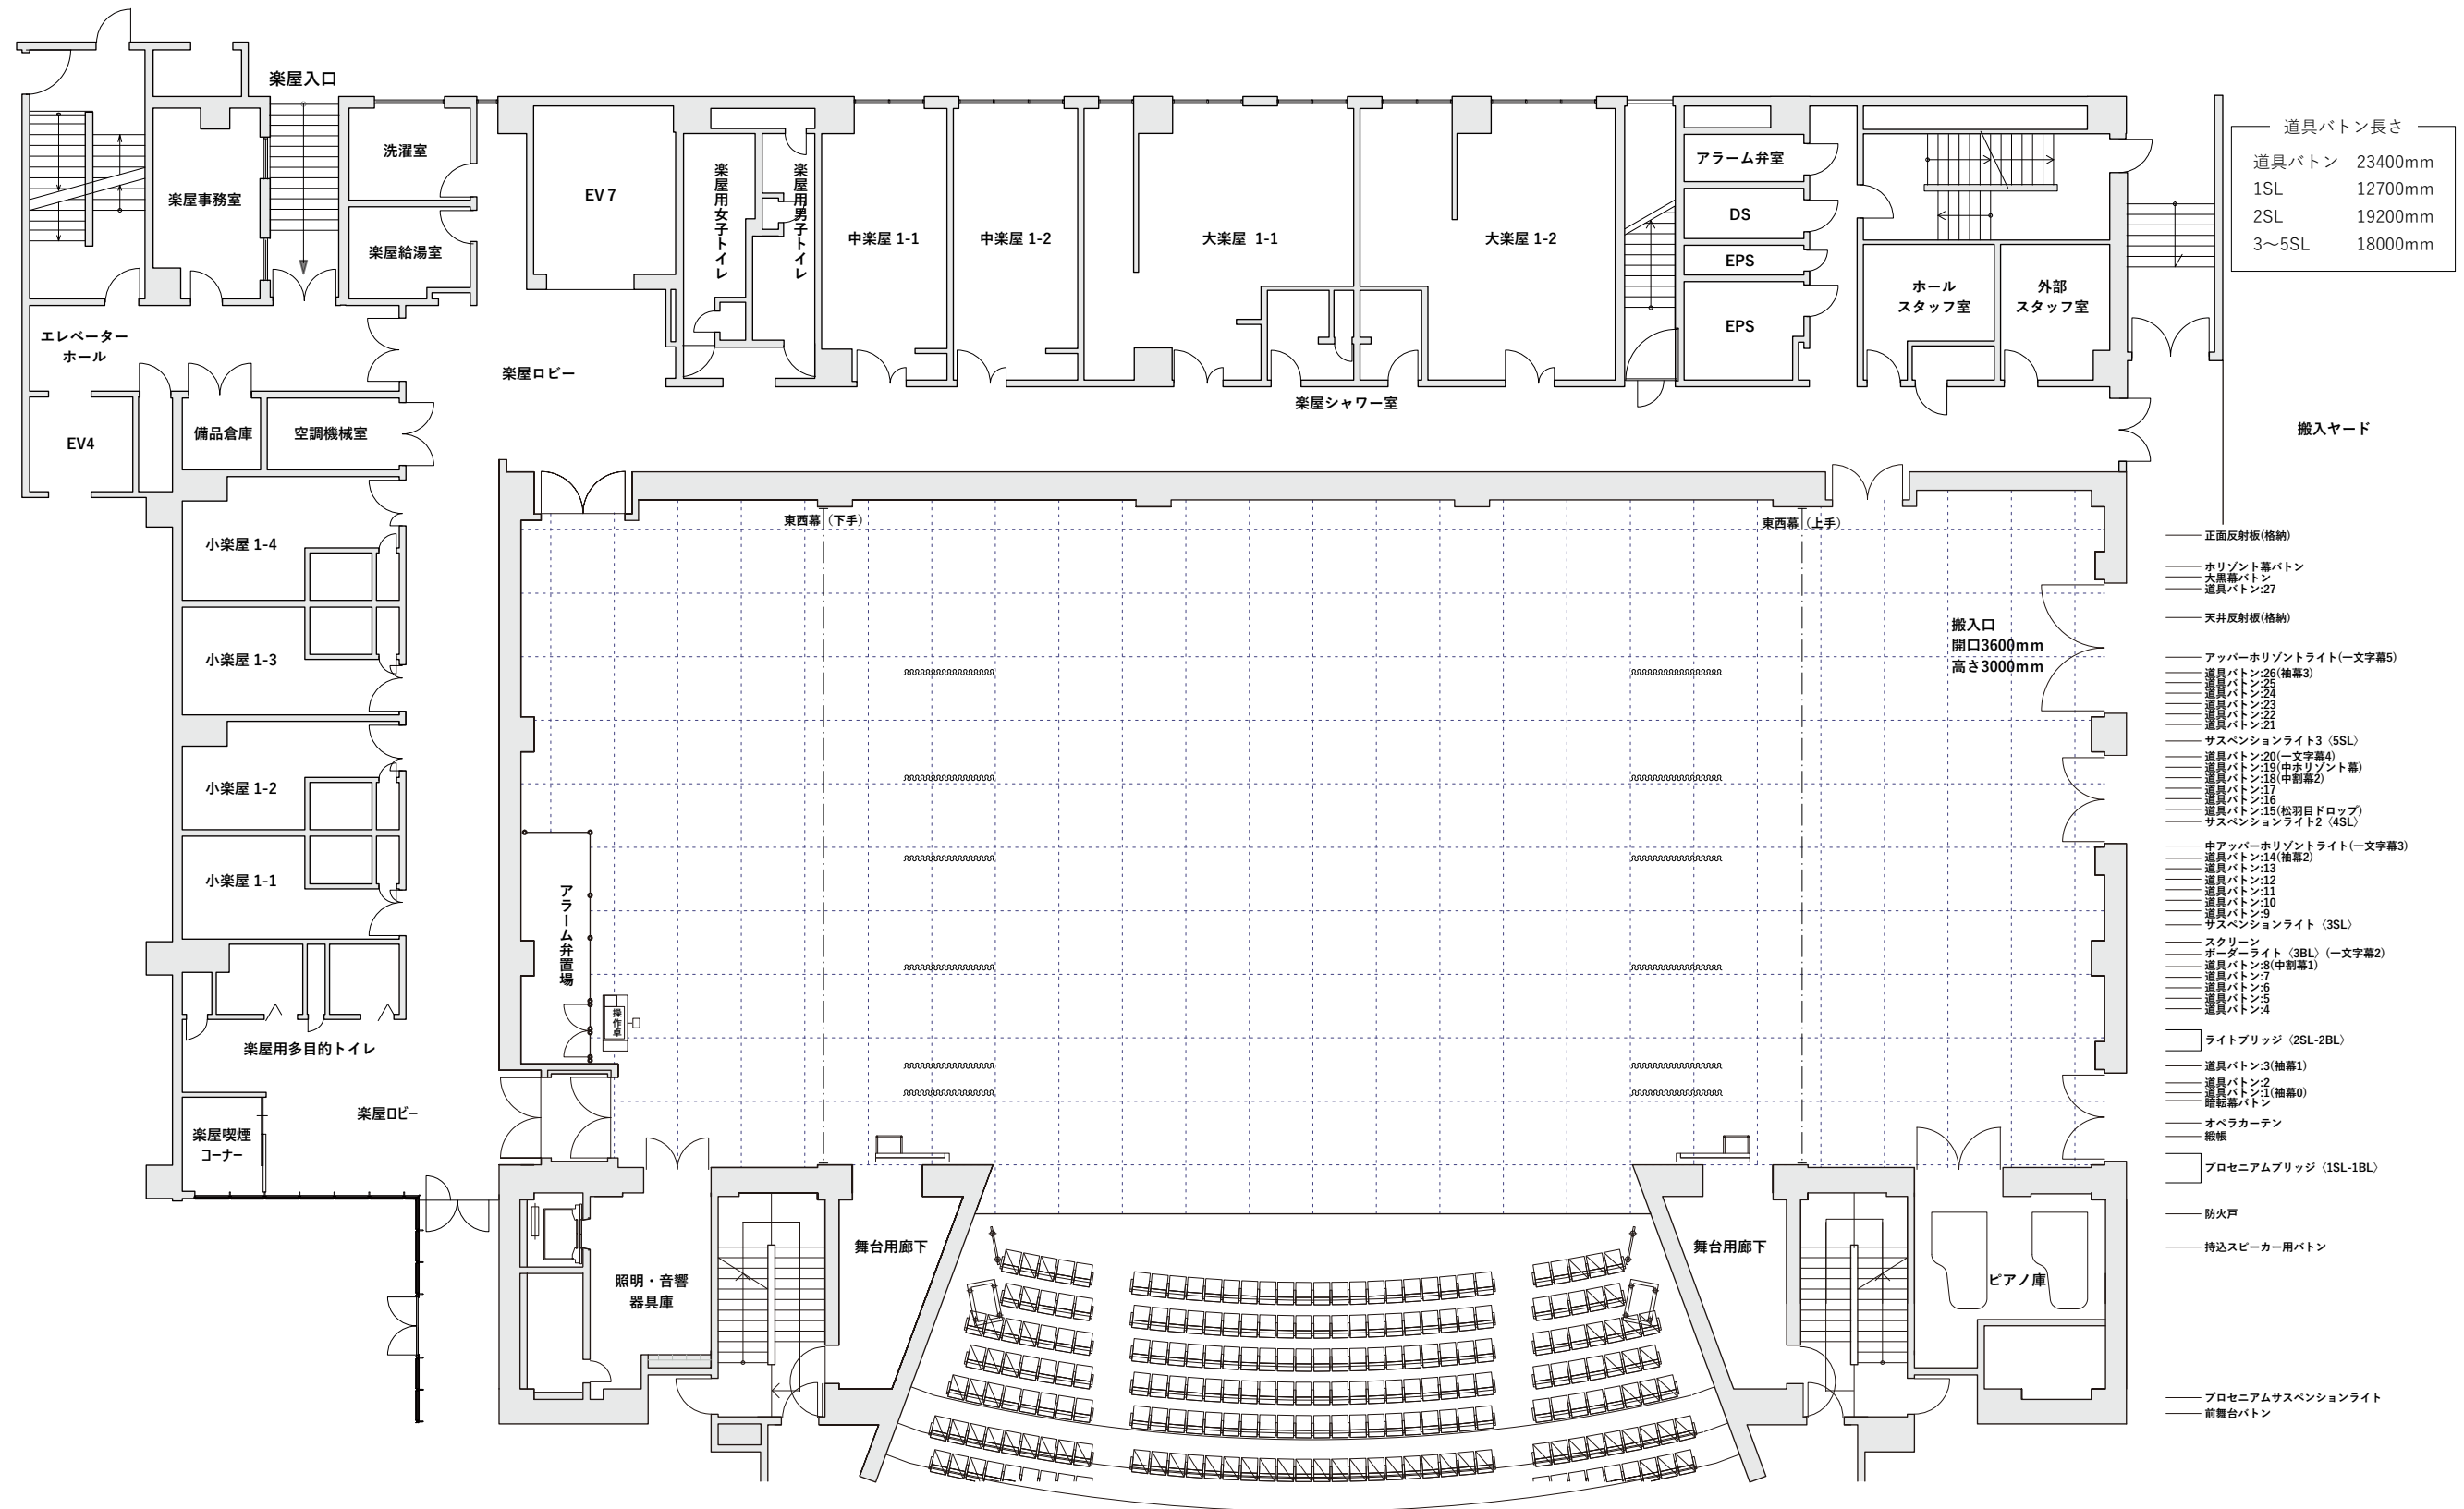 楽屋入口
洗濯室
楽屋事務室
楽屋給湯室
EV 7
楽屋用女子トイレ
楽屋用男子トイレ
中楽屋 1-1
中楽屋 1-2
大楽屋 1-1
大楽屋 1-2
アラーム弁室
DS
EPS
EPS
ホール
スタッフ室
外部
スタッフ室
道具バトン長さ
道具バトン 23400mm
1SL 12700mm
2SL 19200mm
3〜5SL 18000mm
エレベーター
ホール
楽屋ロビー
楽屋シャワー室
搬入ヤード
EV4
備品倉庫
空調機械室
東西幕（下手）
東西幕（上手）
小楽屋 1-4
小楽屋 1-3
小楽屋 1-2
小楽屋 1-1
搬入口
開口3600mm
高さ3000mm
アラーム弁置場
操作卓
楽屋用多目的トイレ
楽屋ロビー
楽屋喫煙
コーナー
照明・音響
器具庫
舞台用廊下
舞台用廊下
ピアノ庫
正面反射板(格納)
ホリゾント幕バトン
大黒幕バトン
道具バトン:27
天井反射板(格納)
アッパーホリゾントライト(一文字幕5)
道具バトン:26(袖幕3)
道具バトン:25
道具バトン:24
道具バトン:23
道具バトン:22
道具バトン:21
サスペンションライト3〈5SL〉
道具バトン:20(一文字幕4)
道具バトン:19(中ホリゾント幕)
道具バトン:18(中割幕2)
道具バトン:17
道具バトン:16
道具バトン:15(松羽目ドロップ)
サスペンションライト2〈4SL〉
中アッパーホリゾントライト(一文字幕3)
道具バトン:14(袖幕2)
道具バトン:13
道具バトン:12
道具バトン:11
道具バトン:10
道具バトン:9
サスペンションライト〈3SL〉
スクリーン
ボーダーライト〈3BL〉(一文字幕2)
道具バトン:8(中割幕1)
道具バトン:7
道具バトン:6
道具バトン:5
道具バトン:4
ライトブリッジ〈2SL-2BL〉
道具バトン:3(袖幕1)
道具バトン:2
道具バトン:1(袖幕0)
暗転幕バトン
オペラカーテン
緞帳
プロセニアムブリッジ〈1SL-1BL〉
防火戸
持込スピーカー用バトン
プロセニアムサスペンションライト
前舞台バトン